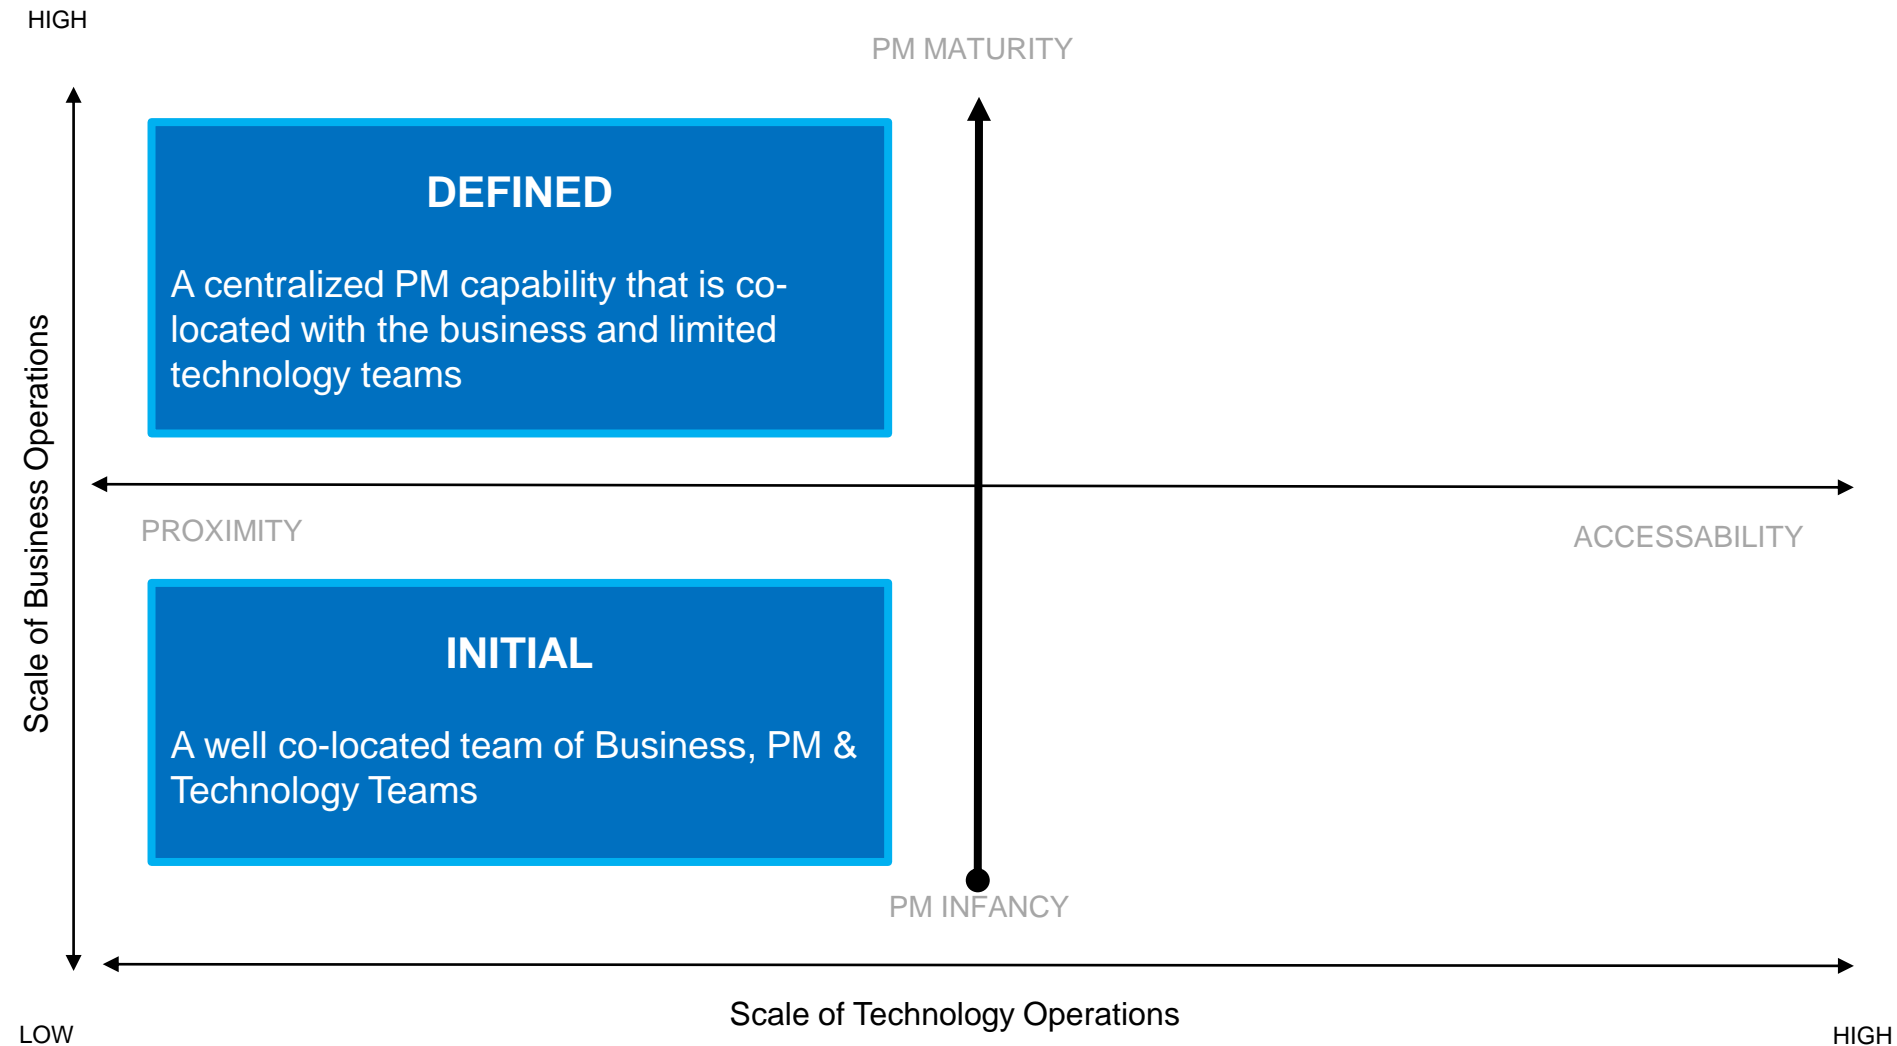 HIGH
PM MATURITY
DEFINED
A centralized PM capability that is co-
located with the business and limited
technology teams
Scale of Business Operations
PROXIMITY
ACCESSABILITY
INITIAL
A well co-located team of Business, PM &
Technology Teams
PM INFANCY
Scale of Technology Operations
LOW
HIGH